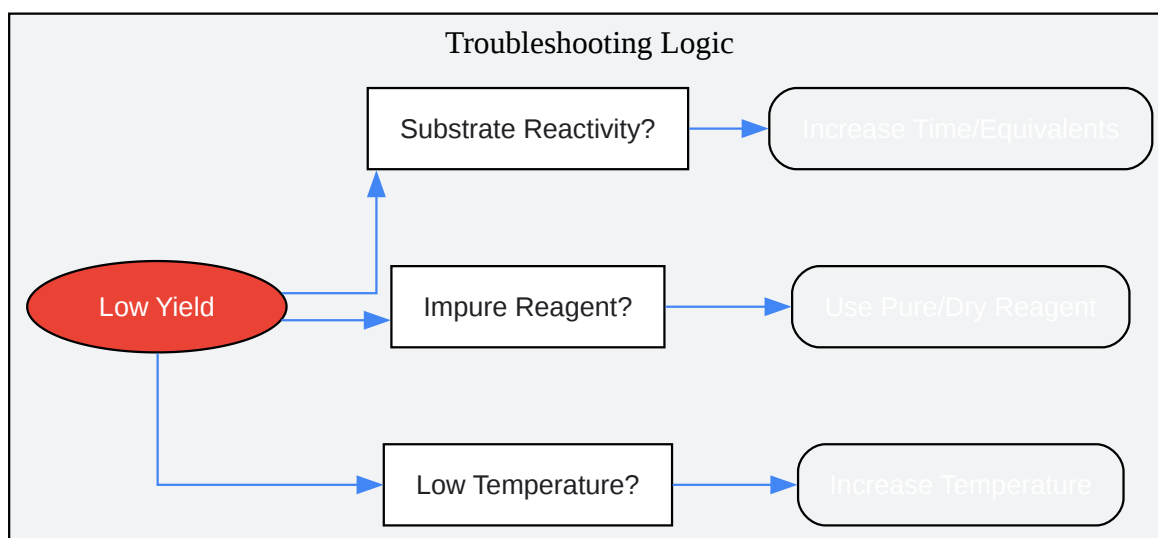 Troubleshooting Logic
Substrate Reactivity?
Increase Time/Equivalents
Low Yield
Impure Reagent?
Use Pure/Dry Reagent
Low Temperature?
Increase Temperature